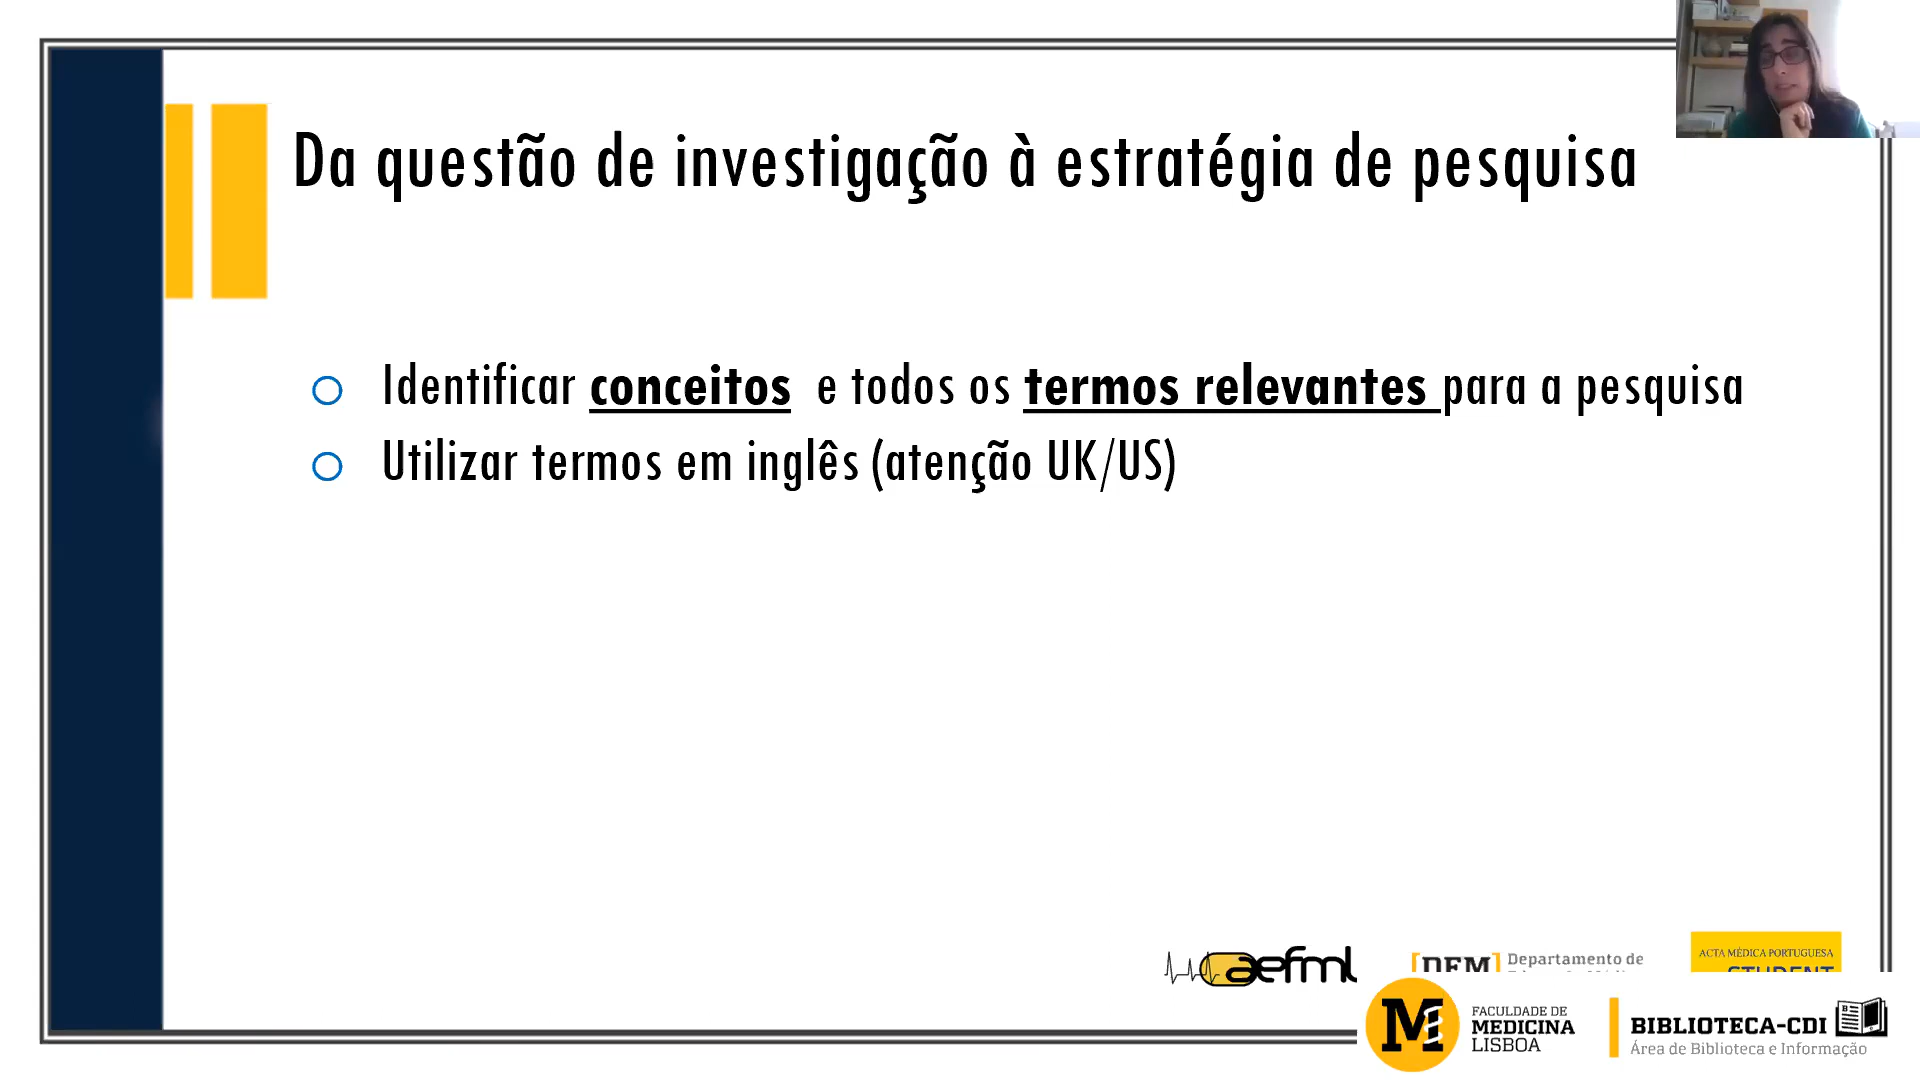 Da questão de investigação à estratégia de pesquisa
Identificar conceitos e todos os termos relevantes para a pesquisa
Utilizar termos em inglês (atenção UK/US)
aefml
[DEM] Departamento de
ACTA MÉDICA PORTUGUESA
STUDENT
M
FACULDADE DE
MEDICINA
LISBOA
BIBLIOTECA-CDI
Área de Biblioteca e Informação